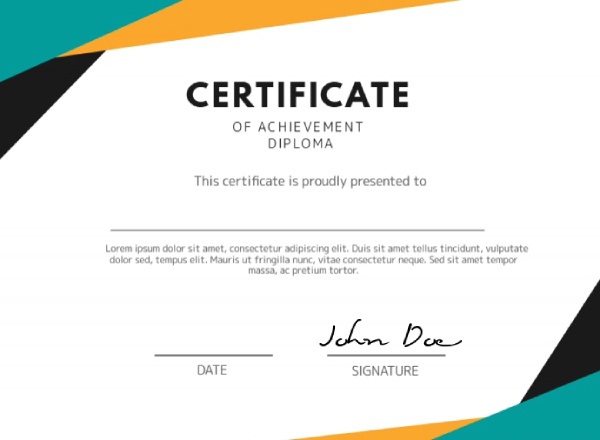 CERTIFICATE
OF ACHIEVEMENT
DIPLOMA
This certificate is proudly presented to
Lorem ipsum dolor sit amet, consectetur adipiscing elit. Duis sit amet tellus tincidunt, vulputate
dolor sed, tempus velit. Mauris ut fringilla nunc, vitae consectetur neque. Sed sit amet tempor
massa, ac pretium tortor.
John Doe
DATE
SIGNATURE